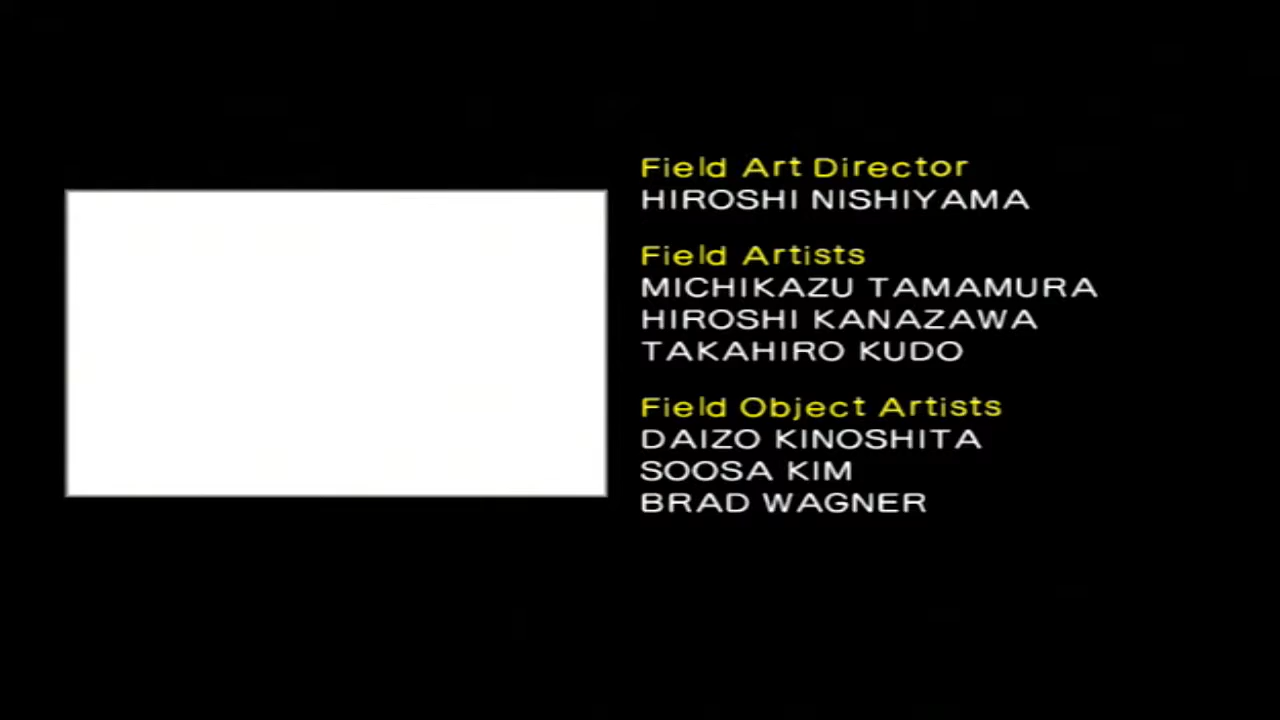 Field Art Director
HIROSHI NISHIYAMA
Field Artists
MICHIKAZU TAMAMURA
HIROSHI KANAZAWA
TAKAHIRO KUDO
Field Object Artists
DAIZO KINOSHITA
SOOSA KIM
BRAD WAGNER